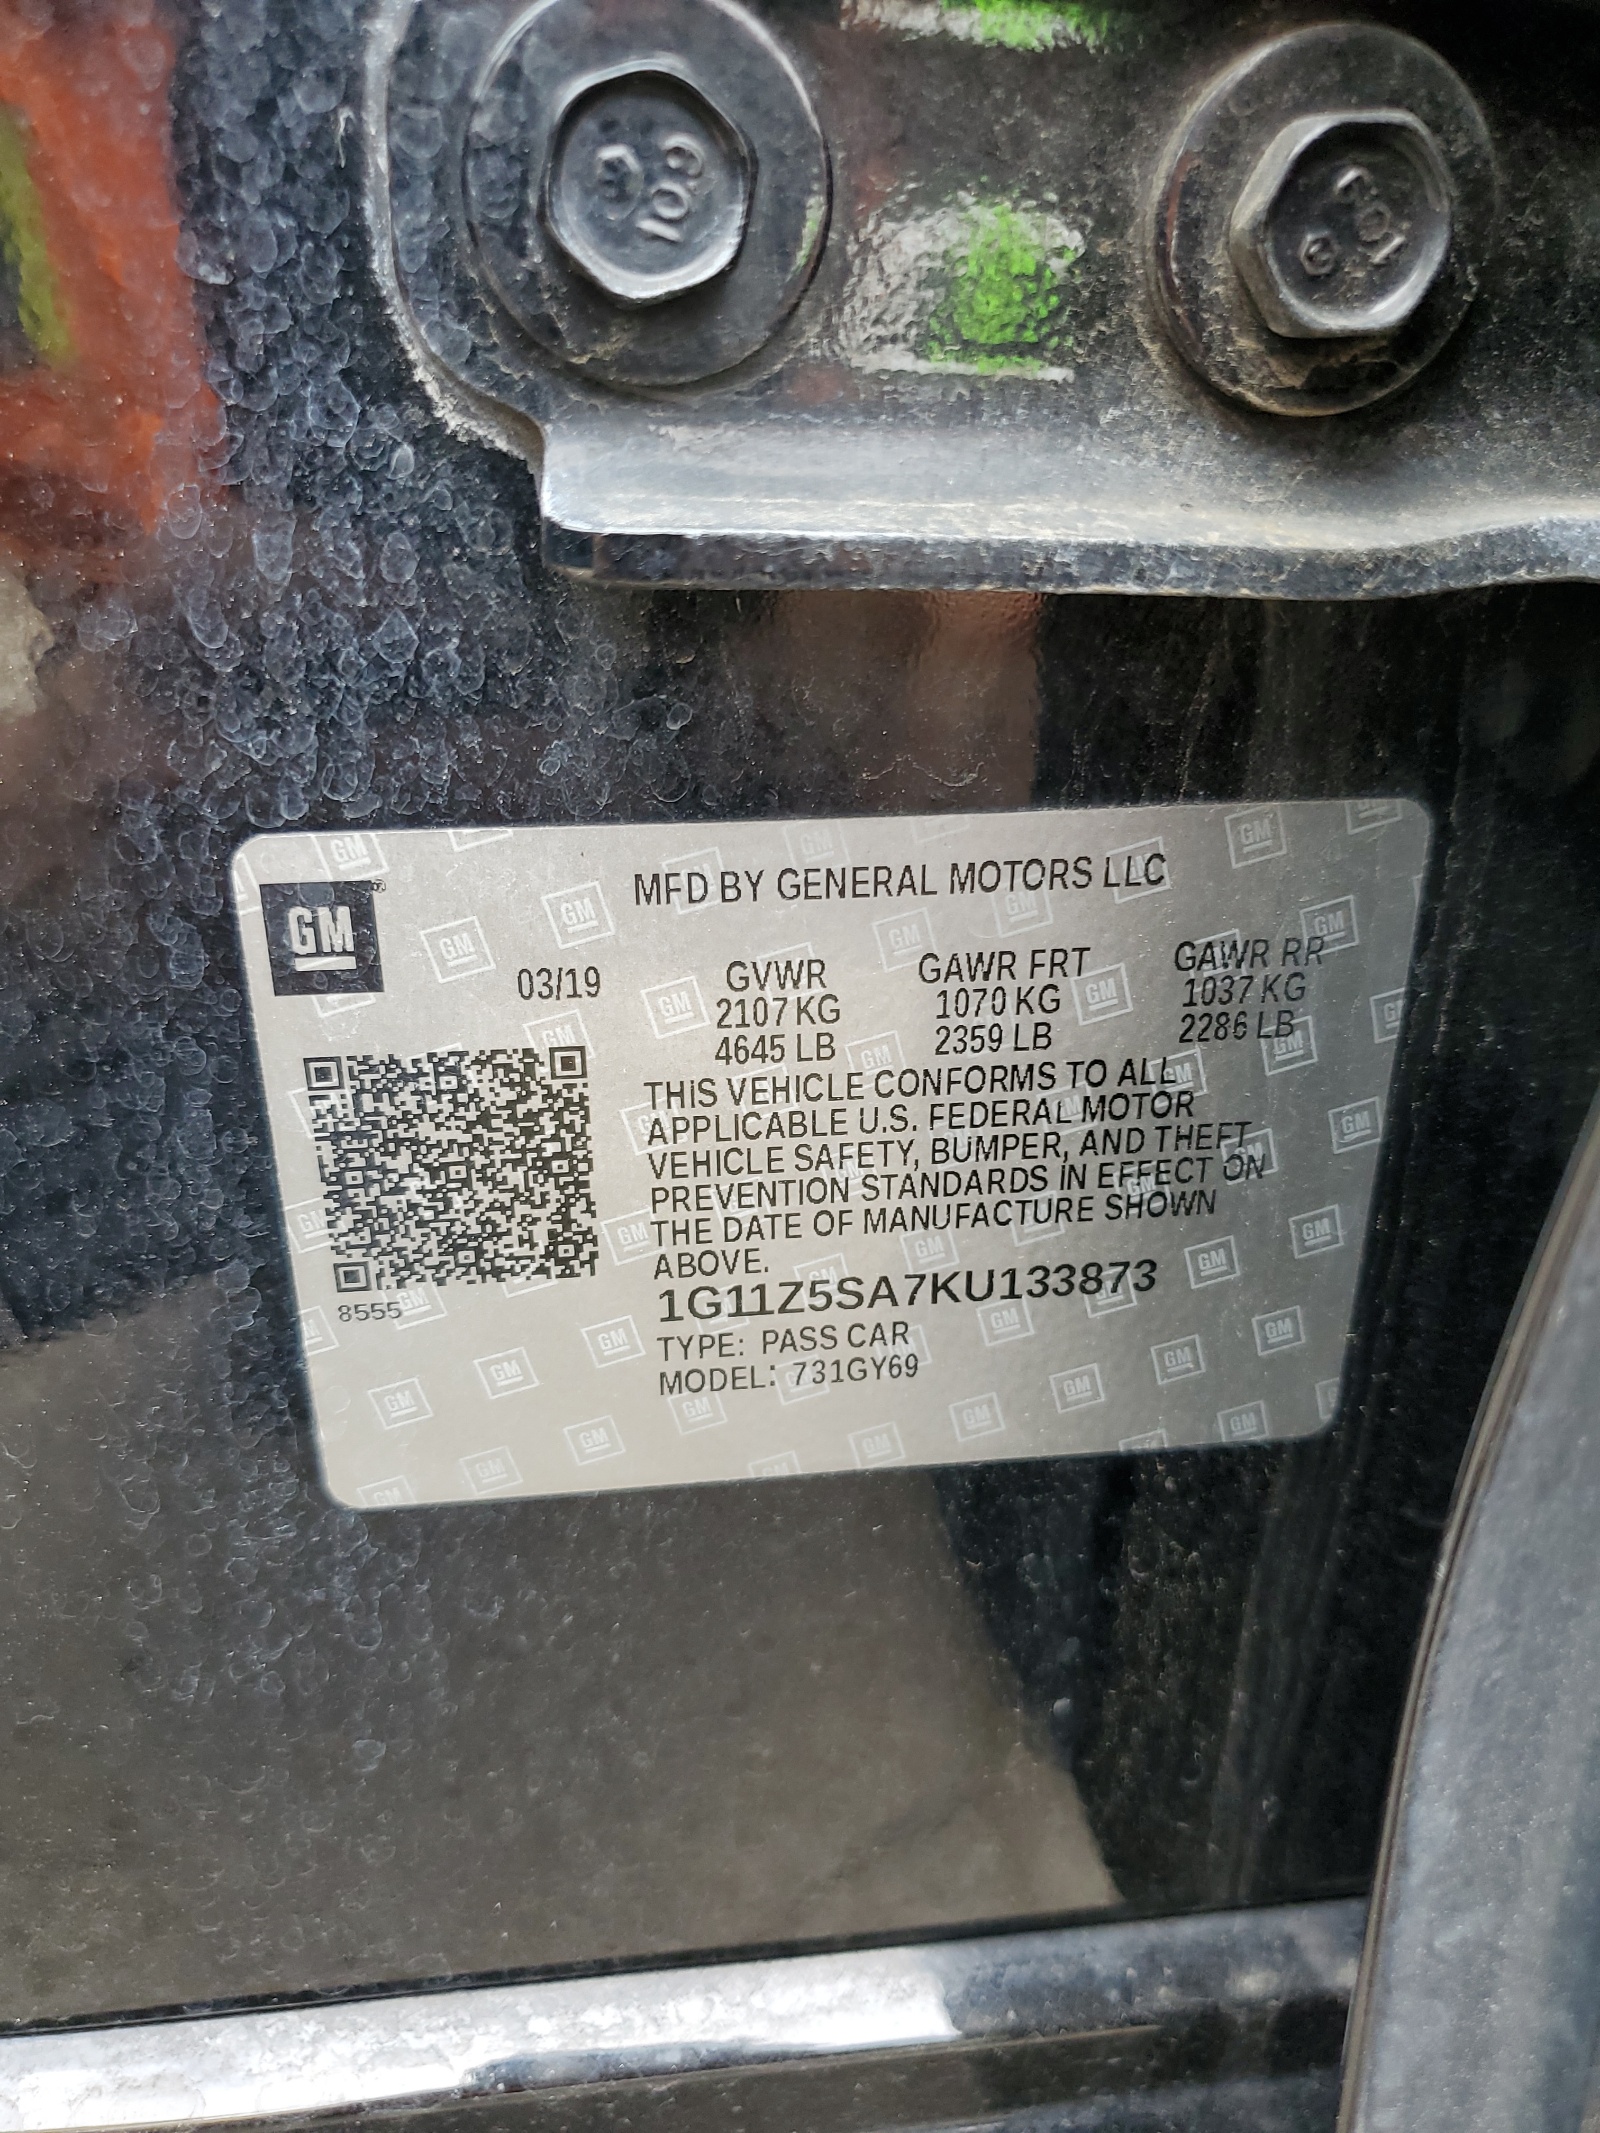 109
GM
MFD BY GENERAL MOTORS LLC
03/19 GVWR GAWR FRT GAWR RR
2107 KG 1070 KG 1037 KG
4645 LB 2359 LB 2286 LB
THIS VEHICLE CONFORMS TO ALL
APPLICABLE U.S. FEDERAL MOTOR
VEHICLE SAFETY, BUMPER, AND THEFT
PREVENTION STANDARDS IN EFFECT ON
THE DATE OF MANUFACTURE SHOWN
ABOVE.
8555 1G11Z5SA7KU133873
TYPE: PASS CAR
MODEL: 731GY69